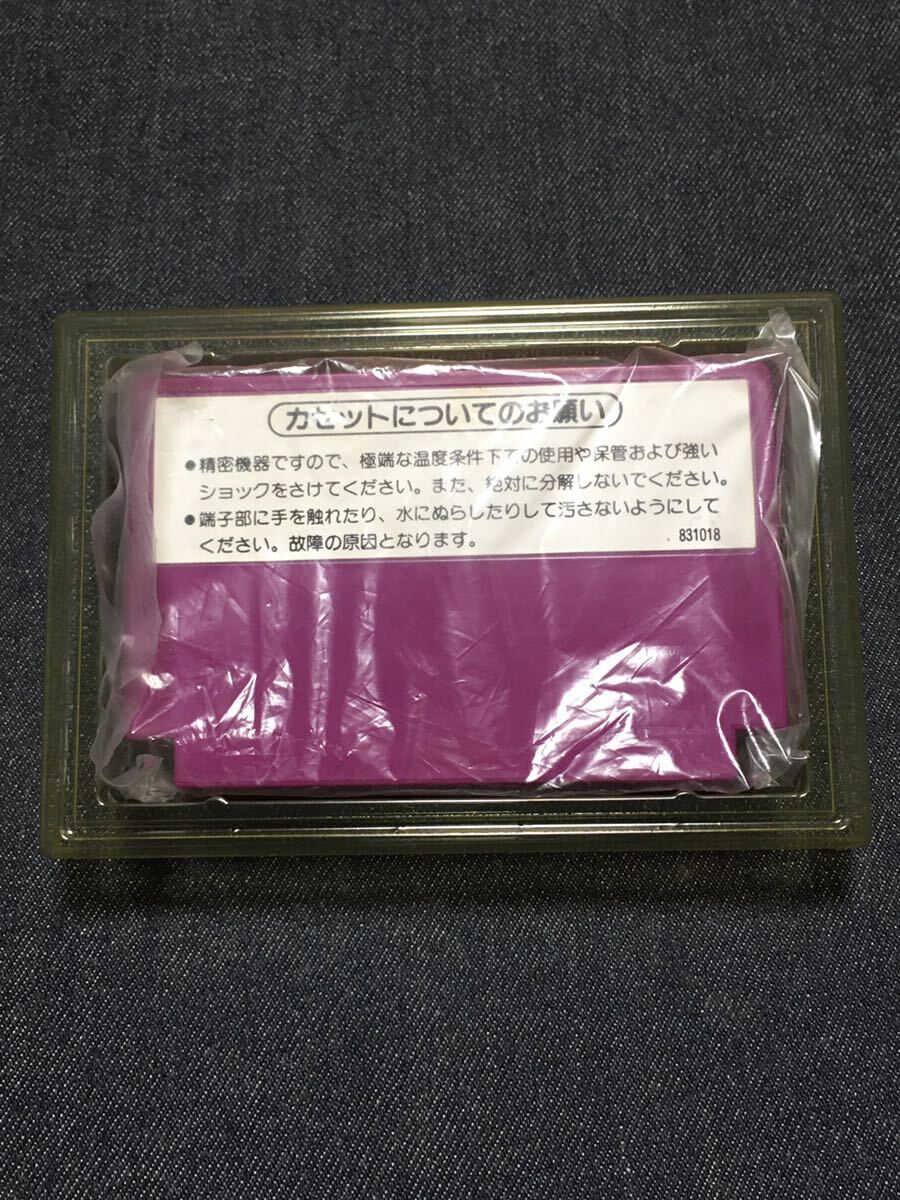 カセットについてのお願い
●精密機器ですので、極端な温度条件下での使用や保管および強い
ショックをさけてください。また、絶対に分解しないでください。
●端子部に手を触れたり、水にぬらしたりして汚さないようにして
ください。故障の原因となります。 831018